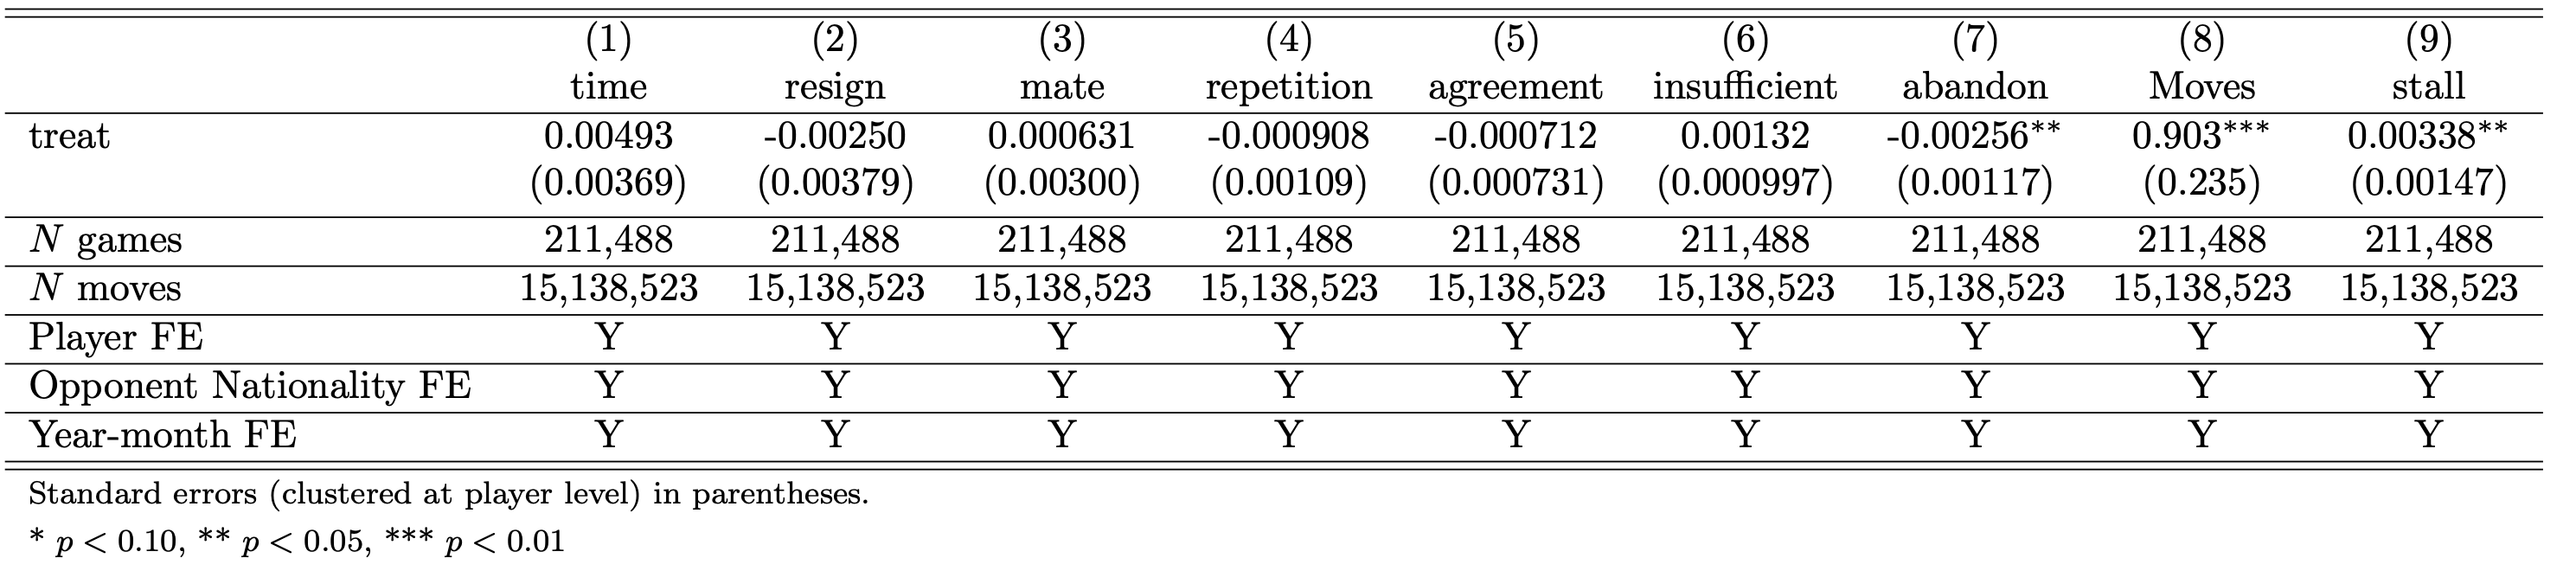 (1) (2) (3) (4) (5) (6) (7) (8) (9)
time resign mate repetition agreement insufficient abandon Moves stall
treat 0.00493 -0.00250 0.000631 -0.000908 -0.000712 0.00132 -0.00256** 0.903*** 0.00338**
(0.00369) (0.00379) (0.00300) (0.00109) (0.000731) (0.000997) (0.00117) (0.235) (0.00147)
N games 211,488 211,488 211,488 211,488 211,488 211,488 211,488 211,488 211,488
N moves 15,138,523 15,138,523 15,138,523 15,138,523 15,138,523 15,138,523 15,138,523 15,138,523 15,138,523
Player FE Y Y Y Y Y Y Y Y Y
Opponent Nationality FE Y Y Y Y Y Y Y Y Y
Year-month FE Y Y Y Y Y Y Y Y Y
Standard errors (clustered at player level) in parentheses.
* p < 0.10, ** p < 0.05, *** p < 0.01